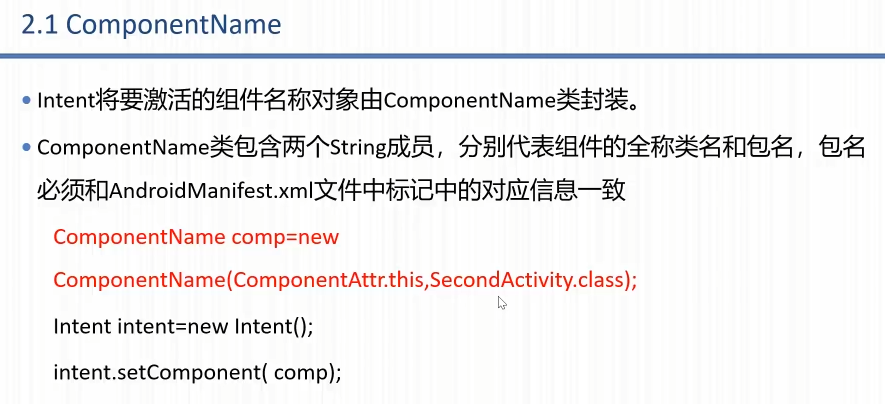 2.1 ComponentName
• Intent将要激活的组件名称对象由ComponentName类封装。
• ComponentName类包含两个String成员，分别代表组件的全称类名和包名，包名
必须和AndroidManifest.xml文件中标记中的对应信息一致
ComponentName comp=new
ComponentName(ComponentAttr.this,SecondActivity.class);
Intent intent=new Intent();
intent.setComponent( comp);